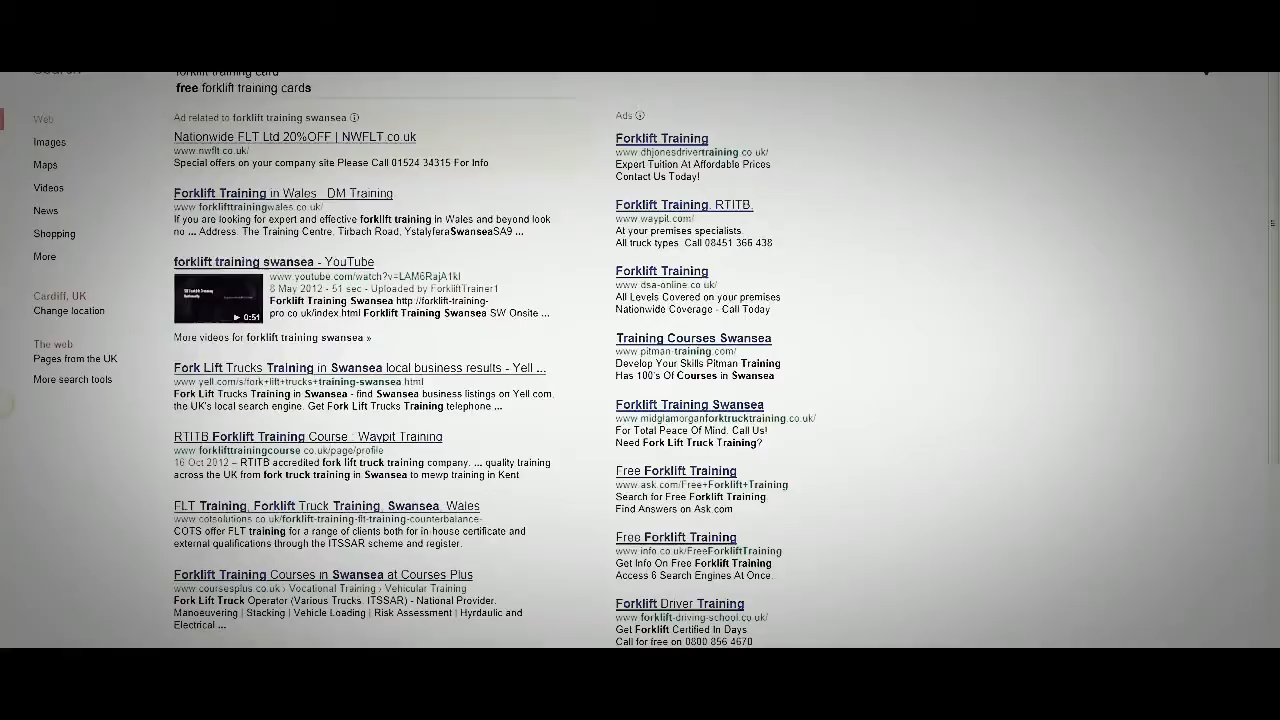 forklift training card
free forklift training cards
Web
Images
Maps
Videos
News
Shopping
More
Cardiff, UK
Change location
The web
Pages from the UK
More search tools
Ad related to forklift training swansea
Nationwide FLT Ltd 20%OFF | NWFLT co uk
www.nwflt.co.uk/
Special offers on your company site Please Call 01524 34315 For Info
Forklift Training in Wales DM Training
www.forklifttrainingwales.co.uk/
If you are looking for expert and effective forklift training in Wales and beyond look
no ... Address. The Training Centre, Tirbach Road, YstalyferaSwanseaSA9 ...
forklift training swansea - YouTube
www.youtube.com/watch?v=LAM6RajA1kI
8 May 2012 - 51 sec - Uploaded by ForkliftTrainer1
Forklift Training Swansea http://forklift-training-
pro co uk/index.html Forklift Training Swansea SW Onsite ...
0:51
More videos for forklift training swansea »
Fork Lift Trucks Training in Swansea local business results - Yell ...
www.yell.com/s/fork+lift+trucks+training-swansea.html
Fork Lift Trucks Training in Swansea - find Swansea business listings on Yell.com,
the UK's local search engine. Get Fork Lift Trucks Training telephone ...
RTITB Forklift Training Course : Waypit Training
www.forklifttrainingcourse co.uk/page/profile
16 Oct 2012 – RTITB accredited fork lift truck training company. ... quality training
across the UK from fork truck training in Swansea to mewp training in Kent
FLT Training, Forklift Truck Training, Swansea, Wales
www.cotsolutions.co.uk/forklift-training-flt-training-counterbalance-
COTS offer FLT training for a range of clients both for in-house certificate and
external qualifications through the ITSSAR scheme and register.
Forklift Training Courses in Swansea at Courses Plus
www.coursesplus.co.uk › Vocational Training › Vehicular Training
Fork Lift Truck Operator (Various Trucks. ITSSAR) - National Provider.
Manoeuvering | Stacking | Vehicle Loading | Risk Assessment | Hyrdaulic and
Electrical ...
Ads
Forklift Training
www.dhjonesdrivertraining.co.uk/
Expert Tuition At Affordable Prices
Contact Us Today!
Forklift Training. RTITB.
www.waypit.com/
At your premises specialists.
All truck types. Call 08451 366 438
Forklift Training
www.dsa-online.co.uk/
All Levels Covered on your premises
Nationwide Coverage - Call Today
Training Courses Swansea
www.pitman-training.com/
Develop Your Skills Pitman Training
Has 100's Of Courses in Swansea
Forklift Training Swansea
www.midglamorganforktrucktraining.co.uk/
For Total Peace Of Mind. Call Us!
Need Fork Lift Truck Training?
Free Forklift Training
www.ask.com/Free+Forklift+Training
Search for Free Forklift Training.
Find Answers on Ask.com
Free Forklift Training
www.info.co.uk/FreeForkliftTraining
Get Info On Free Forklift Training
Access 6 Search Engines At Once.
Forklift Driver Training
www.forklift-driving-school.co.uk/
Get Forklift Certified In Days
Call for free on 0800 856 4670